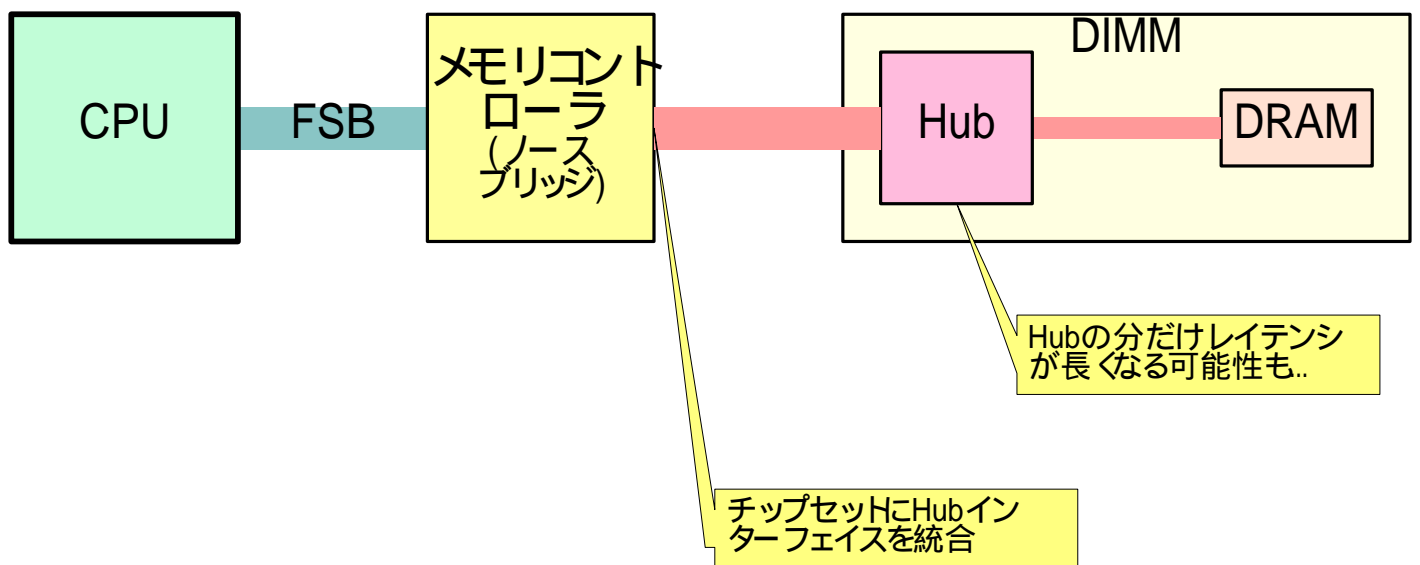 CPU
FSB
メモリコント
ローラ
(ノース
ブリッジ)
DIMM
Hub
DRAM
Hubの分だけレイテンシ
が長くなる可能性も..
チップセットにHubイン
ターフェイスを統合